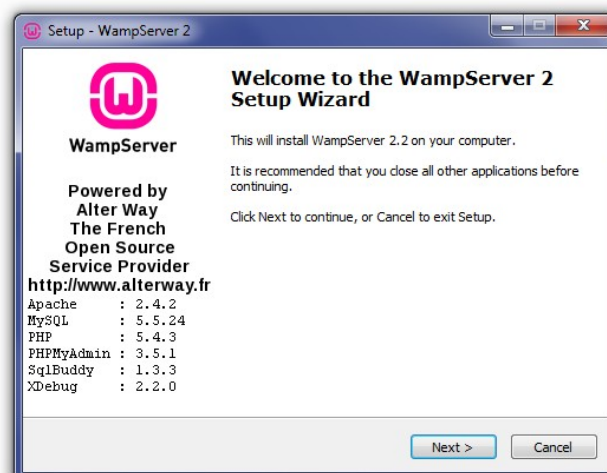 Setup - WampServer 2
WampServer
Powered by
Alter Way
The French
Open Source
Service Provider
http://www.alterway.fr
Apache : 2.4.2
MySQL : 5.5.24
PHP : 5.4.3
PHPMyAdmin : 3.5.1
SqlBuddy : 1.3.3
XDebug : 2.2.0
Welcome to the WampServer 2
Setup Wizard
This will install WampServer 2.2 on your computer.
It is recommended that you close all other applications before
continuing.
Click Next to continue, or Cancel to exit Setup.
Next >
Cancel